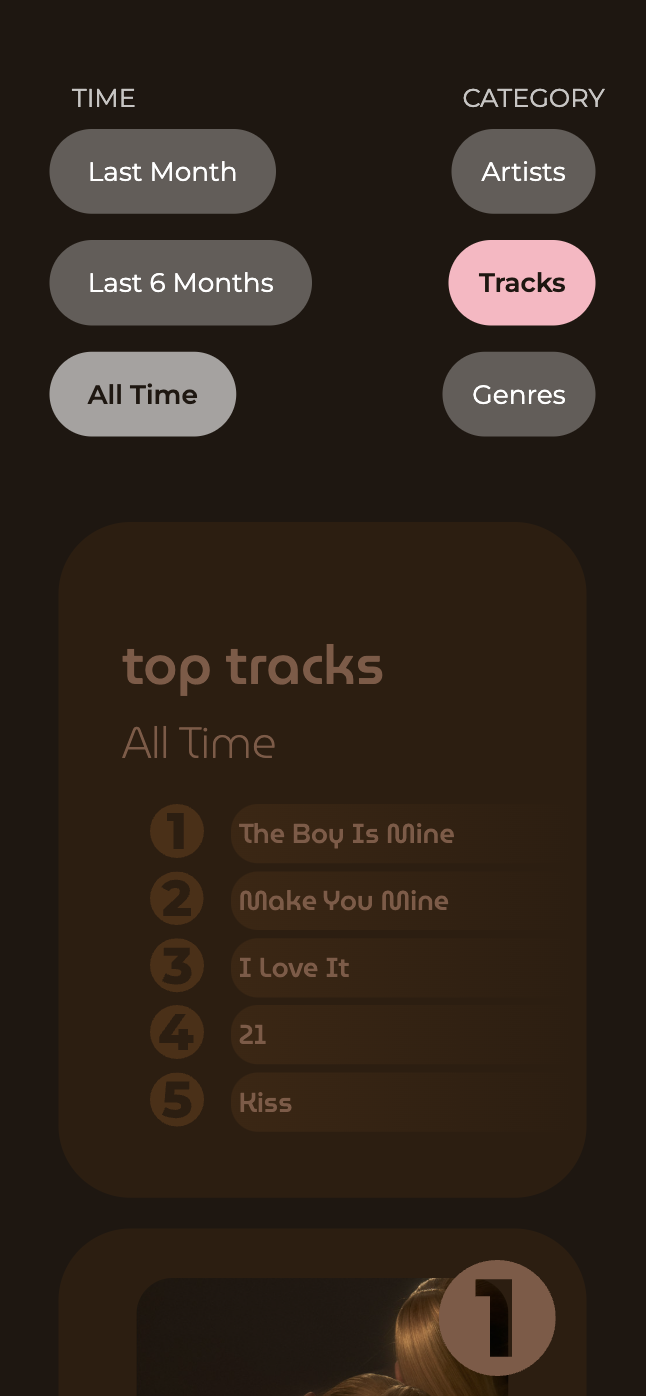 TIME
CATEGORY
Last Month
Artists
Last 6 Months
Tracks
All Time
Genres
top tracks
All Time
1 The Boy Is Mine
2 Make You Mine
3 I Love It
4 21
5 Kiss
1